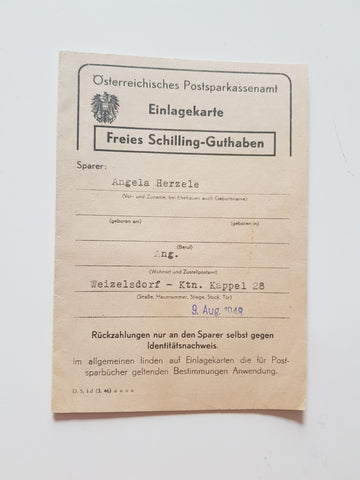 Österreichisches Postsparkassenamt
Einlagekarte
Freies Schilling-Guthaben
Sparer:
Angela Herzele
(Vor- und Zuname, bei Ehefrauen auch Geburtsname)
(geboren am) (geboren in)
(Beruf)
Ang.
(Wohnort und Zustellpostamt)
Weizelsdorf - Ktn. Kappel 28
(Straße, Hausnummer, Stiege, Stock, Tür)
9. Aug. 1948
Rückzahlungen nur an den Sparer selbst gegen
Identitätsnachweis.
Im allgemeinen finden auf Einlagekarten die für Post-
sparbücher geltenden Bestimmungen Anwendung.
D. S. 1 d (3. 46)